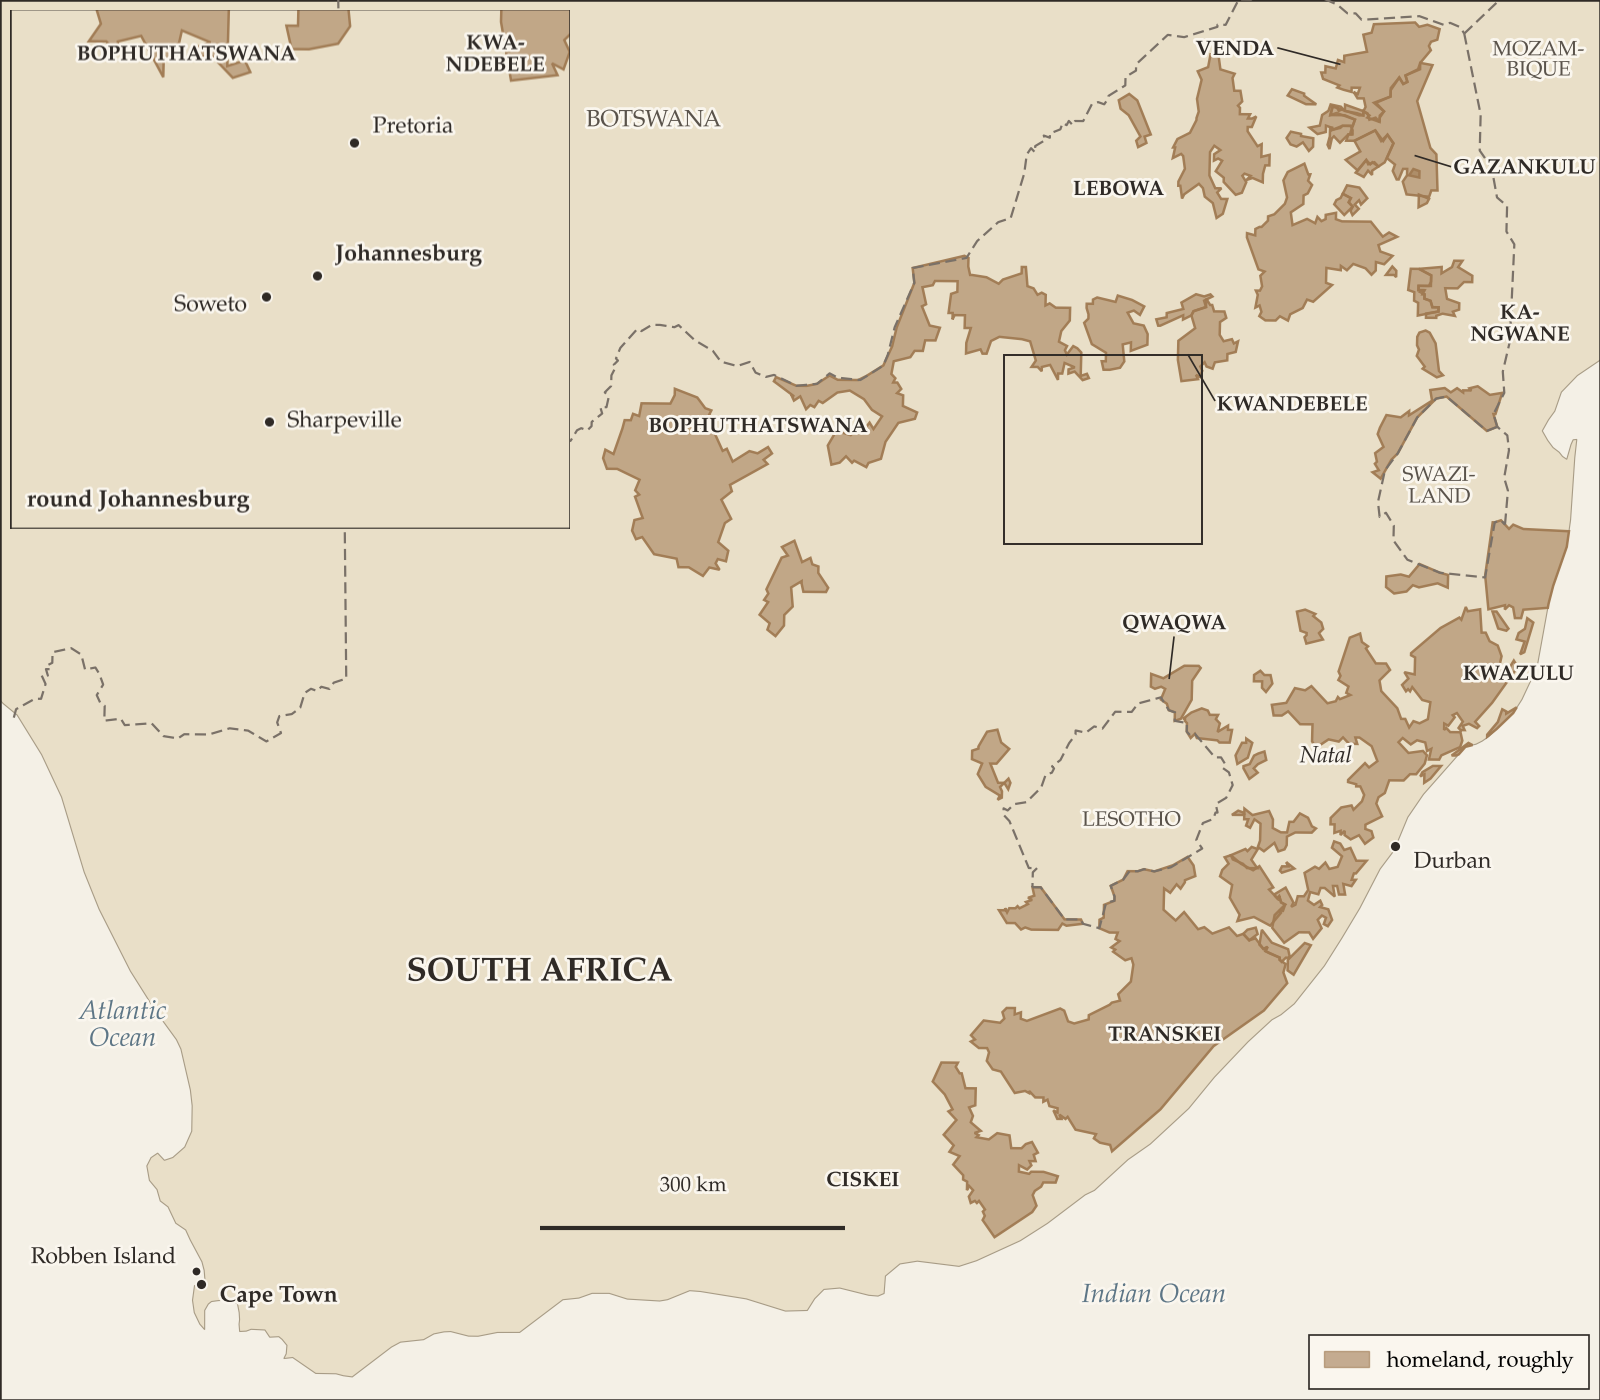 BOPHUTHATSWANA
KWA-
NDEBELE
Pretoria
Johannesburg
Soweto
Sharpeville
round Johannesburg
BOTSWANA
VENDA
MOZAM-
BIQUE
GAZANKULU
LEBOWA
KA-
NGWANE
KWANDEBELE
BOPHUTHATSWANA
SWAZI-
LAND
QWAQWA
KWAZULU
Natal
LESOTHO
Durban
SOUTH AFRICA
Atlantic
Ocean
TRANSKEI
CISKEI
300 km
Robben Island
Cape Town
Indian Ocean
homeland, roughly